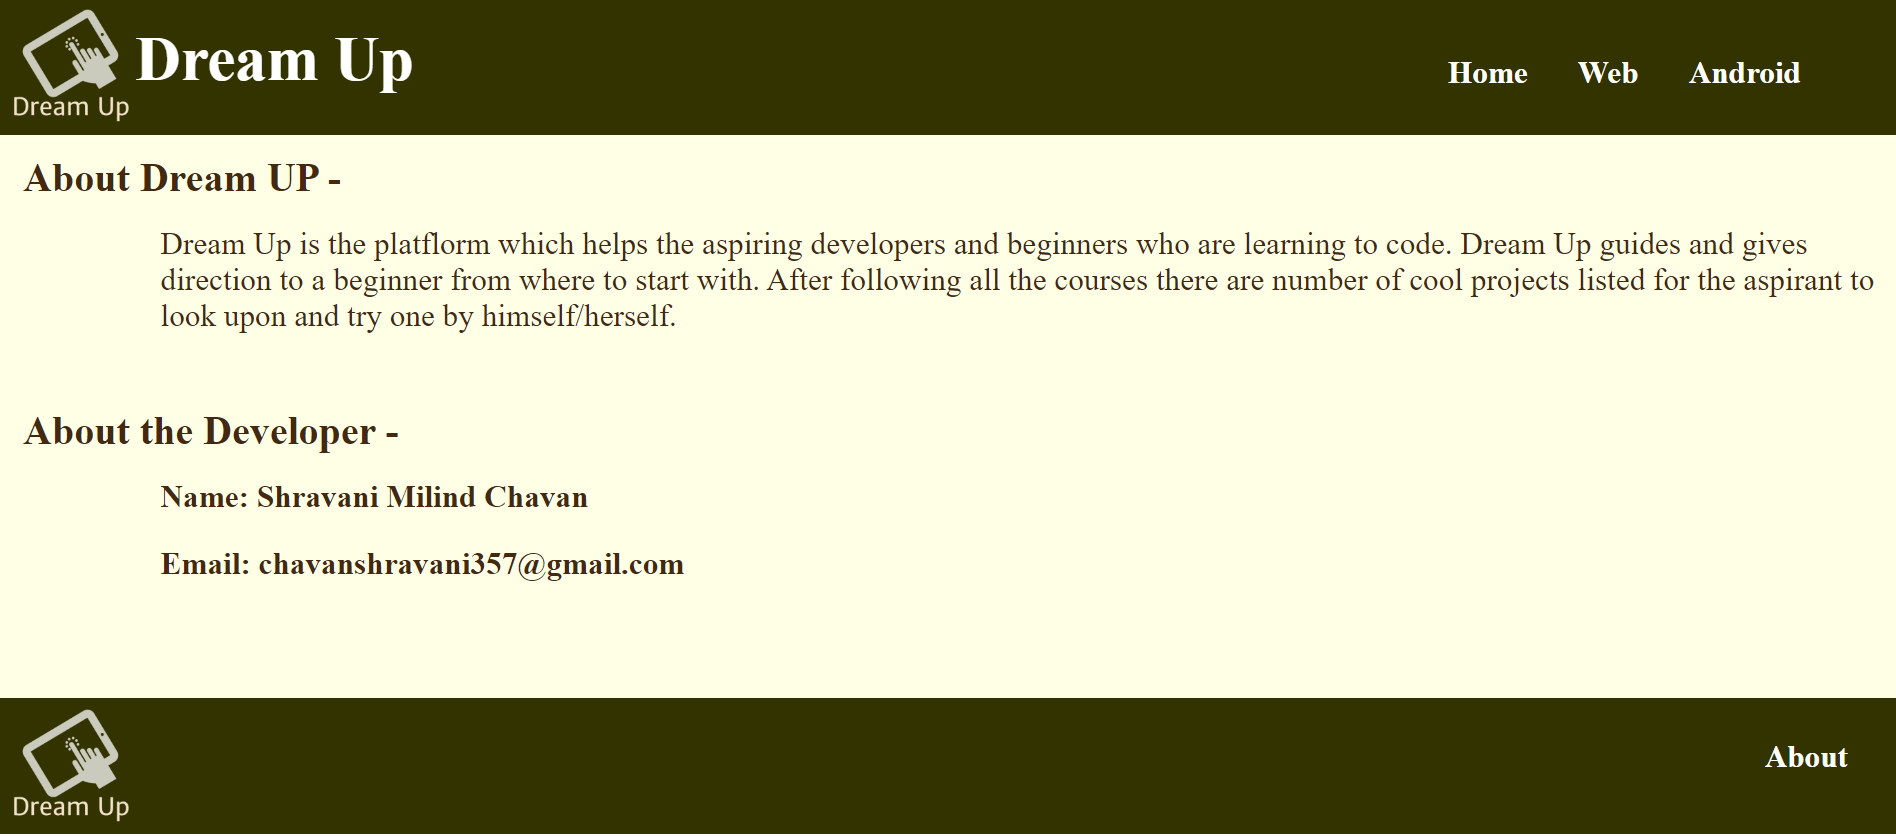 Dream Up
Dream Up
Home Web Android
About Dream UP -
Dream Up is the platflorm which helps the aspiring developers and beginners who are learning to code. Dream Up guides and gives
direction to a beginner from where to start with. After following all the courses there are number of cool projects listed for the aspirant to
look upon and try one by himself/herself.
About the Developer -
Name: Shravani Milind Chavan
Email: chavanshravani357@gmail.com
Dream Up
About